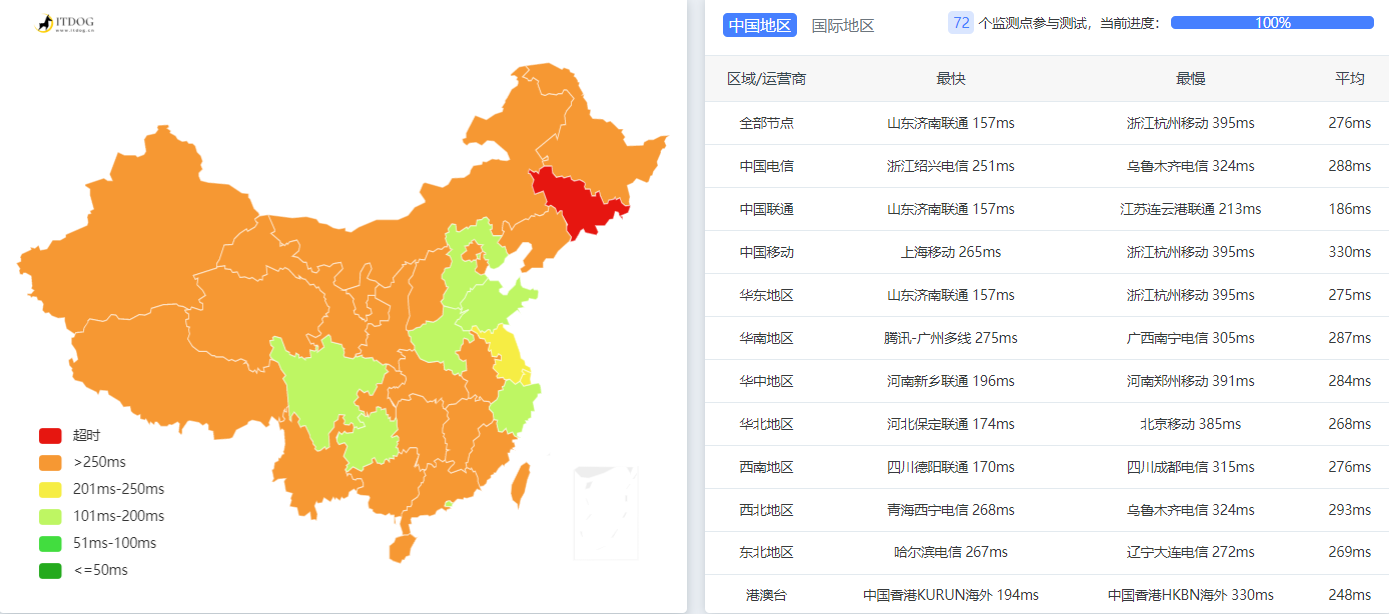 ITDOG
www.itdog.cn
超时
>250ms
201ms-250ms
101ms-200ms
51ms-100ms
<=50ms
中国地区 国际地区 72 个监测点参与测试，当前进度： 100%
区域/运营商 最快 最慢 平均
全部节点 山东济南联通 157ms 浙江杭州移动 395ms 276ms
中国电信 浙江绍兴电信 251ms 乌鲁木齐电信 324ms 288ms
中国联通 山东济南联通 157ms 江苏连云港联通 213ms 186ms
中国移动 上海移动 265ms 浙江杭州移动 395ms 330ms
华东地区 山东济南联通 157ms 浙江杭州移动 395ms 275ms
华南地区 腾讯-广州多线 275ms 广西南宁电信 305ms 287ms
华中地区 河南新乡联通 196ms 河南郑州移动 391ms 284ms
华北地区 河北保定联通 174ms 北京移动 385ms 268ms
西南地区 四川德阳联通 170ms 四川成都电信 315ms 276ms
西北地区 青海西宁电信 268ms 乌鲁木齐电信 324ms 293ms
东北地区 哈尔滨电信 267ms 辽宁大连电信 272ms 269ms
港澳台 中国香港KURUN海外 194ms 中国香港HKBN海外 330ms 248ms